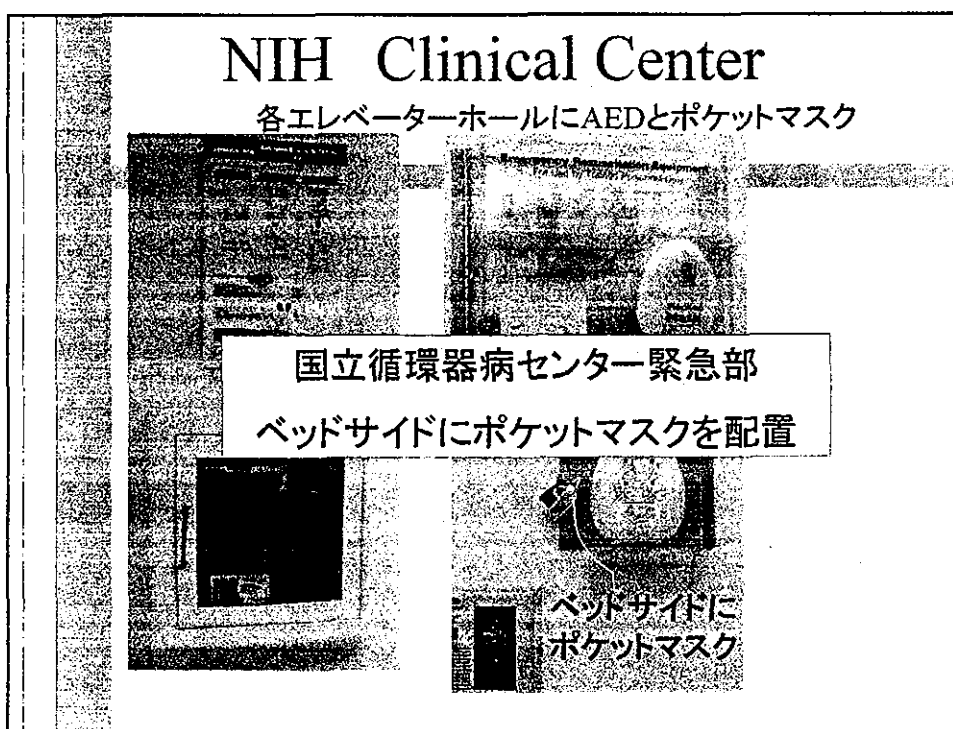 NIH Clinical Center
各エレベーターホールにAEDとポケットマスク
Emergency Resuscitation Equipment
国立循環器病センター緊急部
ベッドサイドにポケットマスクを配置
ベッドサイドに
ポケットマスク